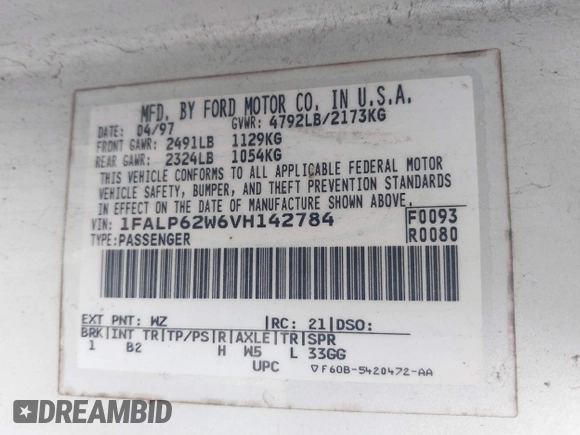 MFD. BY FORD MOTOR CO. IN U.S.A.
DATE: 04/97 GVWR: 4792LB/2173KG
FRONT GAWR: 2491LB 1129KG
REAR GAWR: 2324LB 1054KG
THIS VEHICLE CONFORMS TO ALL APPLICABLE FEDERAL MOTOR
VEHICLE SAFETY, BUMPER, AND THEFT PREVENTION STANDARDS
IN EFFECT ON THE DATE OF MANUFACTURE SHOWN ABOVE.
VIN: 1FALP62W6VH142784 F0093
TYPE: PASSENGER R0080
EXT PNT: WZ |RC: 21|DSO:
BRK|INT TR|TP/PS|R|AXLE|TR|SPR
1 B2 H W5 L 33GG
UPC ▽F60B-5420472-AA
DREAMBID